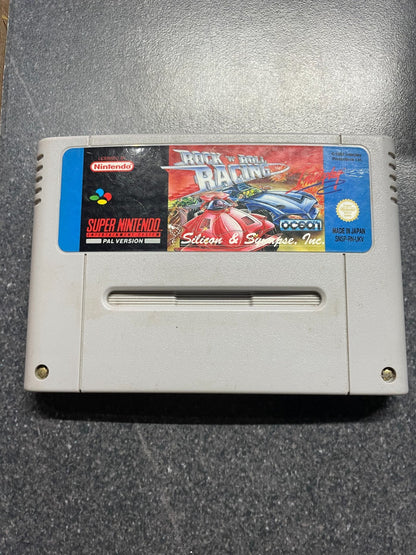 Nintendo
SUPER NINTENDO
ENTERTAINMENT SYSTEM
PAL VERSION
ROCK 'N' ROLL
RACING
Interplay
ocean
Silicon & Synapse, Inc.
MADE IN JAPAN
SNSP-RN-UKV